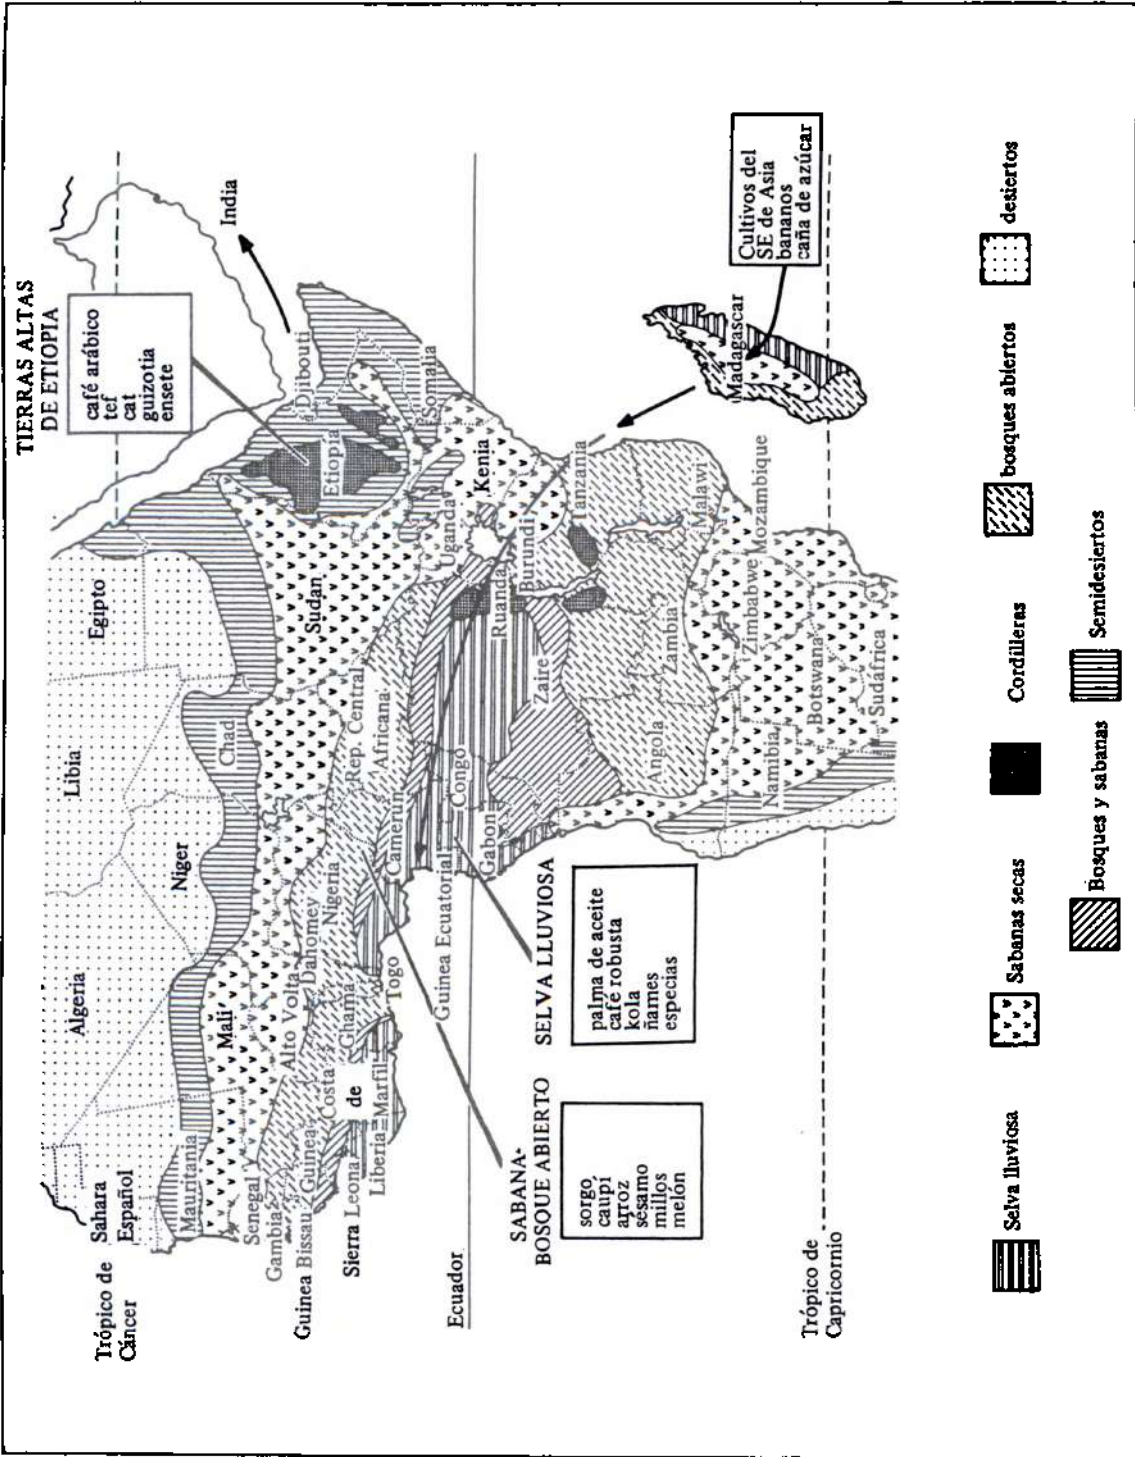 TIERRAS ALTAS
DE ETIOPIA
café arábico
tef
cat
guizotia
ensete
India
Trópico de
Cáncer
Sahara
Español
Algeria
Libia
Egipto
Mauritania
Malí
Niger
Chad
Sudan
Etiopia
Djibouti
Somalia
Senegal
Gambia
Guinea Bissau
Guinea
Sierra Leona
Liberia
Costa
de
Marfil
Alto Volta
Ghama
Togo
Dahomey
Nigeria
Camerun
Rep. Central
Africana
Guinea Ecuatorial
Gabon
Congo
Zaire
Uganda
Kenia
Ruanda
Burundi
Tanzania
Ecuador
Angola
Zambia
Malawi
Mozambique
Zimbabwe
Namibia
Botswana
Sudáfrica
Madagascar
Cultivos del
SE de Asia
bananos
caña de azúcar
SABANA-
BOSQUE ABIERTO
sorgo
caupi
arroz
sésamo
millos
melón
SELVA LLUVIOSA
palma de aceite
café robusta
kola
ñames
especias
Trópico de
Capricornio
Selva lluviosa
Sabanas secas
Cordilleras
bosques abiertos
desiertos
Bosques y sabanas
Semidesiertos